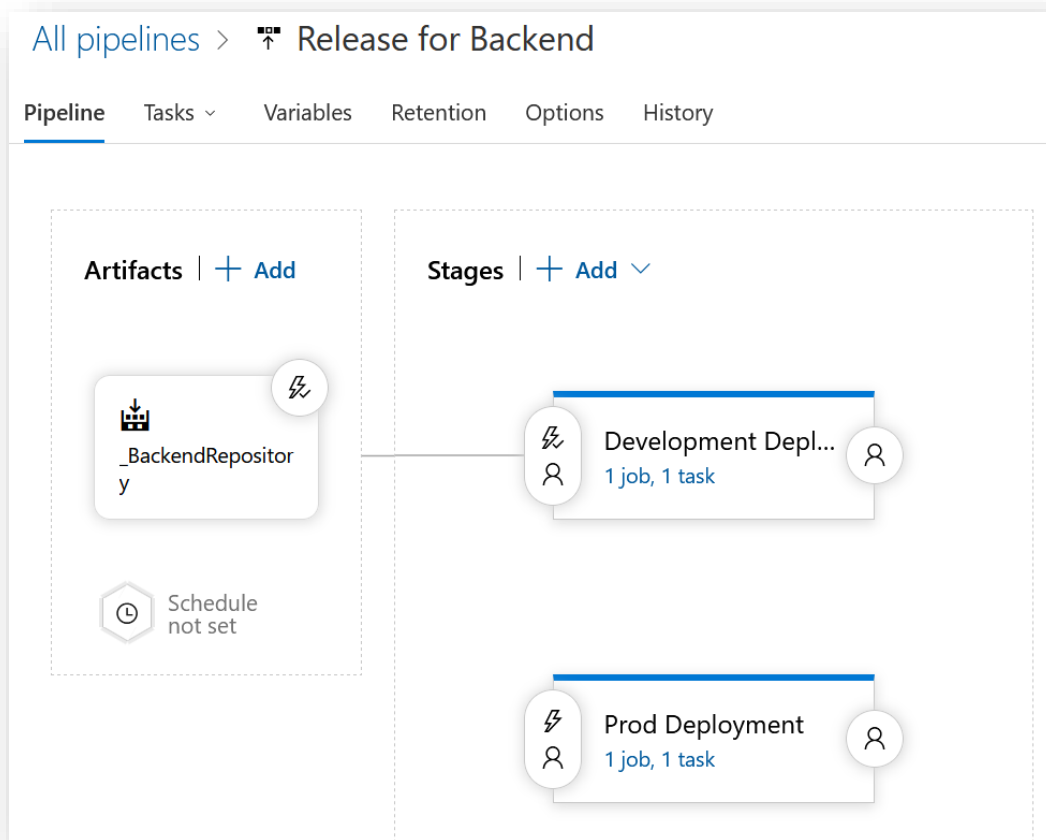 All pipelines > Release for Backend
Pipeline Tasks Variables Retention Options History
Artifacts | + Add
Stages | + Add
_BackendRepositor
y
Schedule
not set
Development Depl...
1 job, 1 task
Prod Deployment
1 job, 1 task